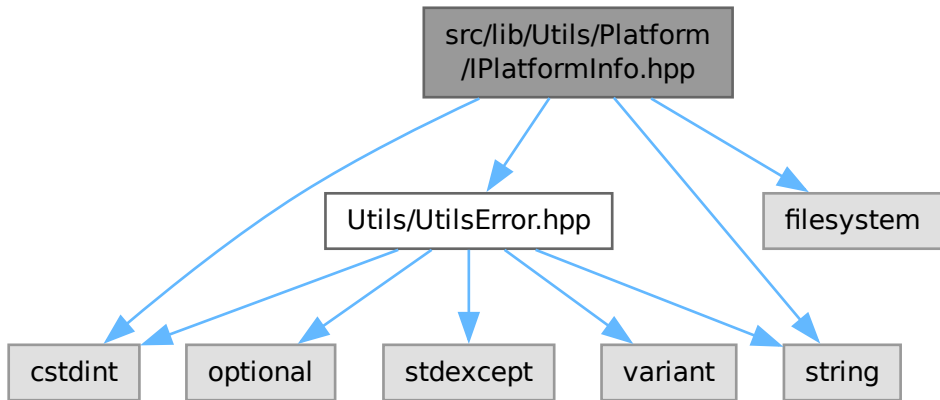 src/lib/Utils/Platform
/IPlatformInfo.hpp
Utils/UtilsError.hpp
filesystem
cstdint
optional
stdexcept
variant
string